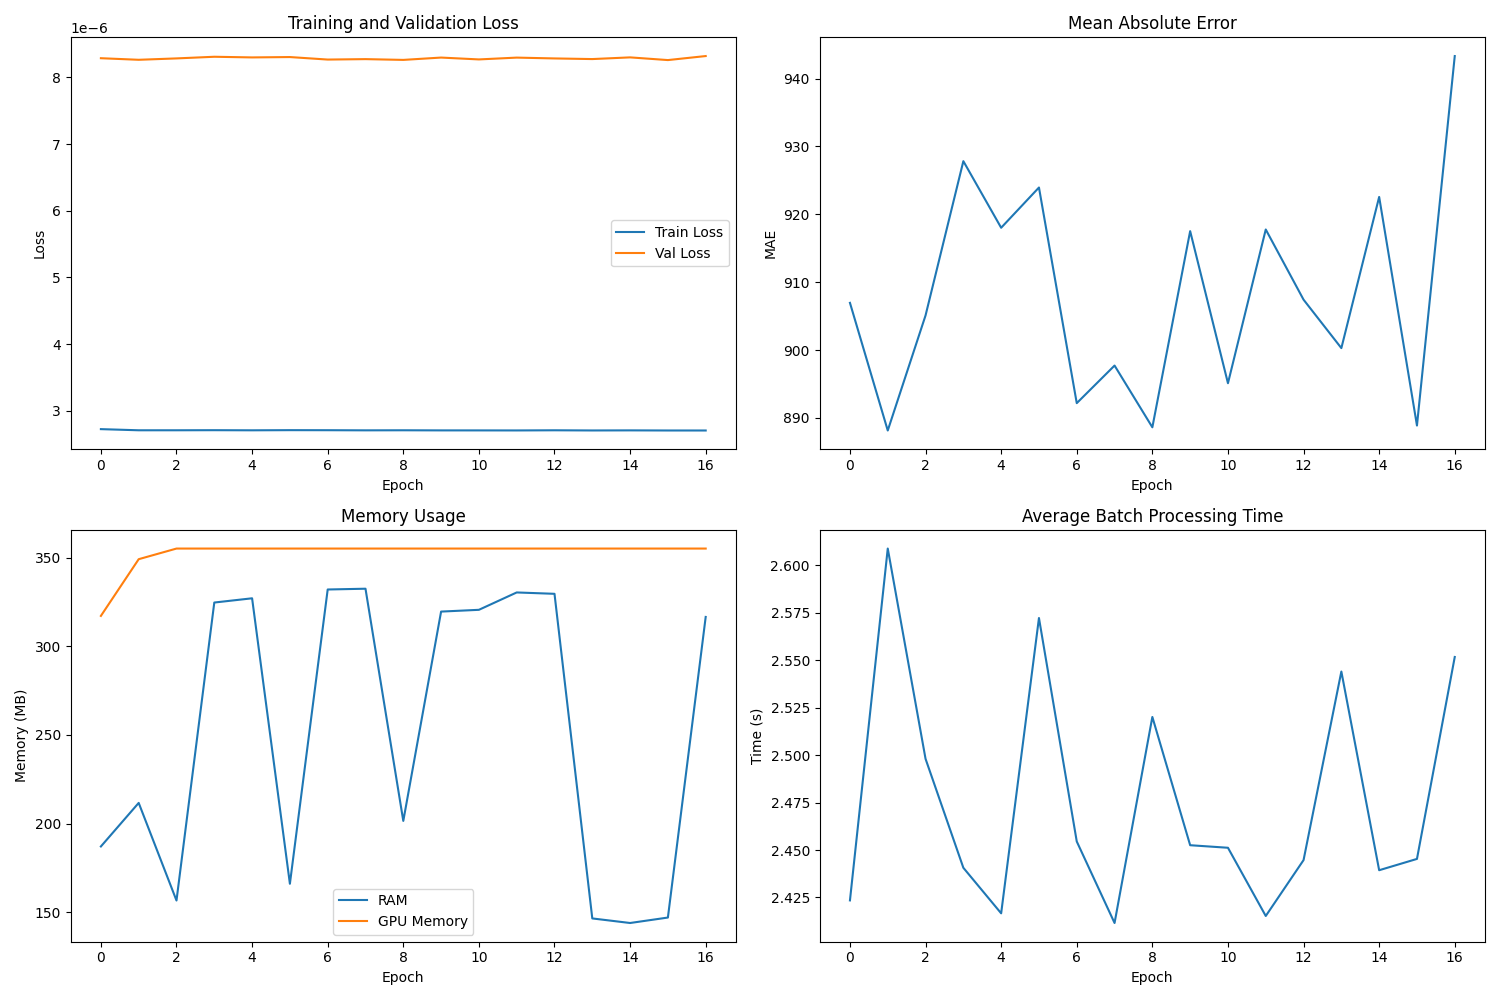 Training and Validation Loss
1e−6
8
7
6
5
4
3
Loss
Train Loss
Val Loss
0 2 4 6 8 10 12 14 16
Epoch
Mean Absolute Error
940
930
920
910
900
890
MAE
0 2 4 6 8 10 12 14 16
Epoch
Memory Usage
350
300
250
200
150
Memory (MB)
RAM
GPU Memory
0 2 4 6 8 10 12 14 16
Epoch
Average Batch Processing Time
2.600
2.575
2.550
2.525
2.500
2.475
2.450
2.425
Time (s)
0 2 4 6 8 10 12 14 16
Epoch